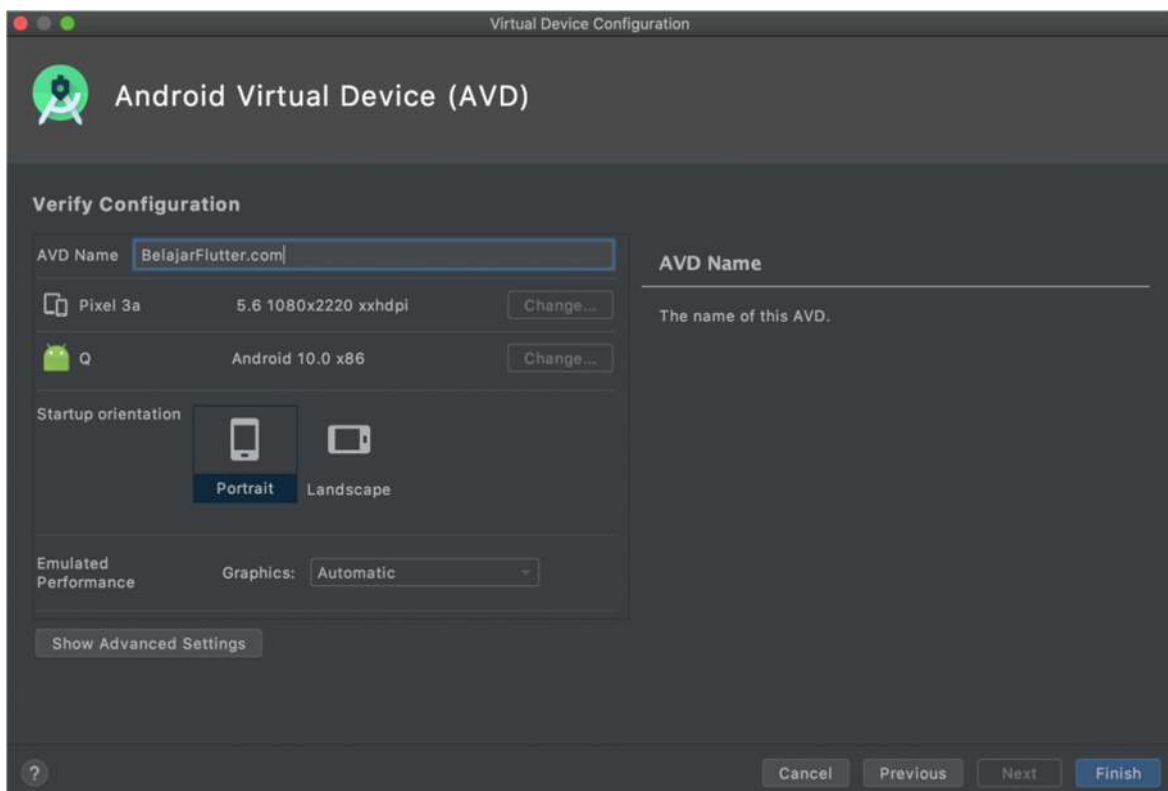 Virtual Device Configuration
Android Virtual Device (AVD)
Verify Configuration
AVD Name BelajarFlutter.com
Pixel 3a 5.6 1080x2220 xxhdpi Change...
Q Android 10.0 x86 Change...
Startup orientation
Portrait Landscape
Emulated
Performance
Graphics: Automatic
Show Advanced Settings
AVD Name
The name of this AVD.
? Cancel Previous Next Finish